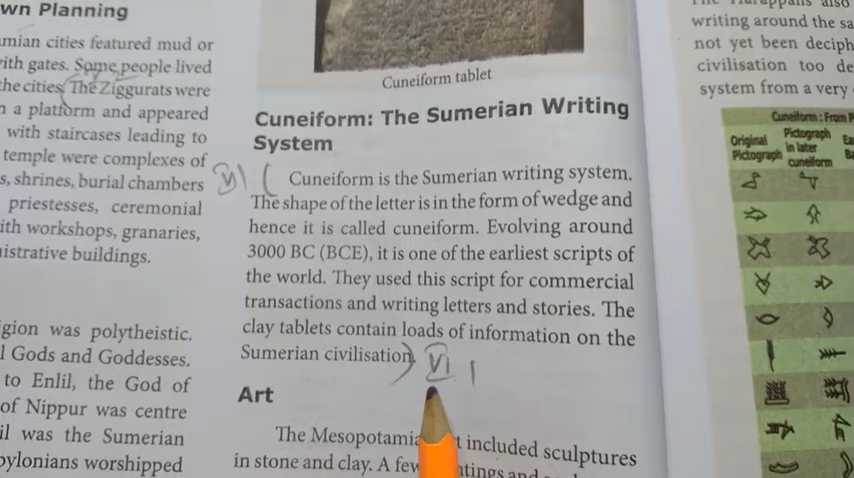 wn Planning
mian cities featured mud or
ith gates. Some people lived
the cities. The Ziggurats were
a platform and appeared
with staircases leading to
temple were complexes of
s, shrines, burial chambers
priestesses, ceremonial
ith workshops, granaries,
istrative buildings.
gion was polytheistic.
l Gods and Goddesses.
to Enlil, the God of
of Nippur was centre
il was the Sumerian
bylonians worshipped
Cuneiform tablet
Cuneiform: The Sumerian Writing
System
VI ( Cuneiform is the Sumerian writing system.
The shape of the letter is in the form of wedge and
hence it is called cuneiform. Evolving around
3000 BC (BCE), it is one of the earliest scripts of
the world. They used this script for commercial
transactions and writing letters and stories. The
clay tablets contain loads of information on the
Sumerian civilisation. ) VI
Art
The Mesopotamia t included sculptures
in stone and clay. A few ntings and
writing around the sa
not yet been deciph
civilisation too de
system from a very
Cuneiform : From P
Original Pictograph
Pictograph in later cuneiform
Ea
Ba